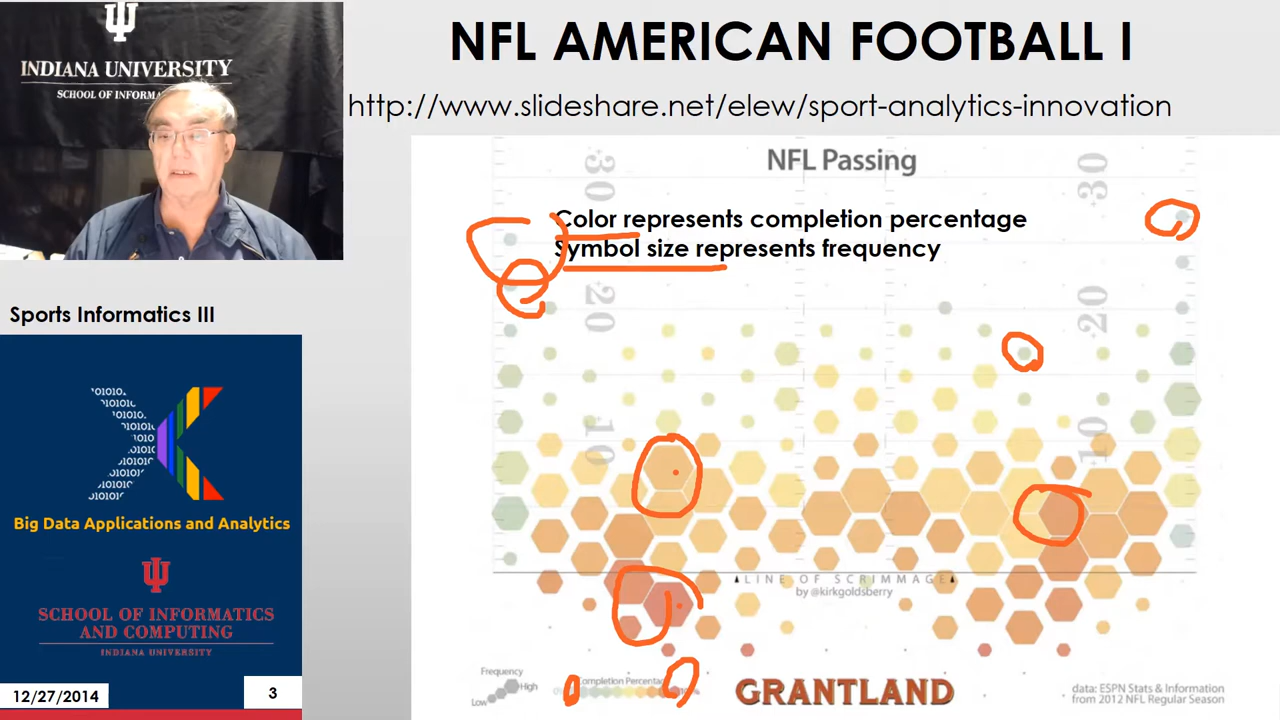 NFL AMERICAN FOOTBALL I
http://www.slideshare.net/elew/sport-analytics-innovation
INDIANA UNIVERSITY
SCHOOL OF INFORMA
NFL Passing
30
30
Color represents completion percentage
Symbol size represents frequency
20
20
10
10
LINE OF SCRIMMAGE
by @kirkgoldsberry
Frequency
Low
High
Completion Percenta
GRANTLAND
data: ESPN Stats & Information
from 2012 NFL Regular Season
Sports Informatics III
Big Data Applications and Analytics
SCHOOL OF INFORMATICS
AND COMPUTING
INDIANA UNIVERSITY
12/27/2014
3